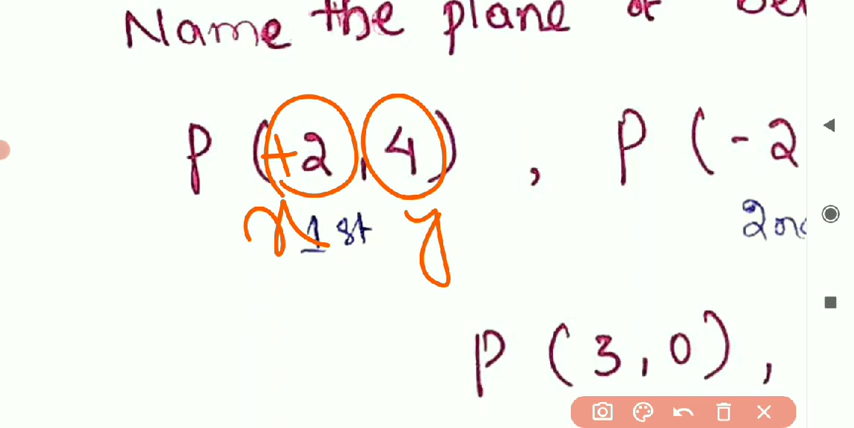 Name the plane of
P (+2, 4) , P (-2
x 1st y 2nd
P (3, 0) ,